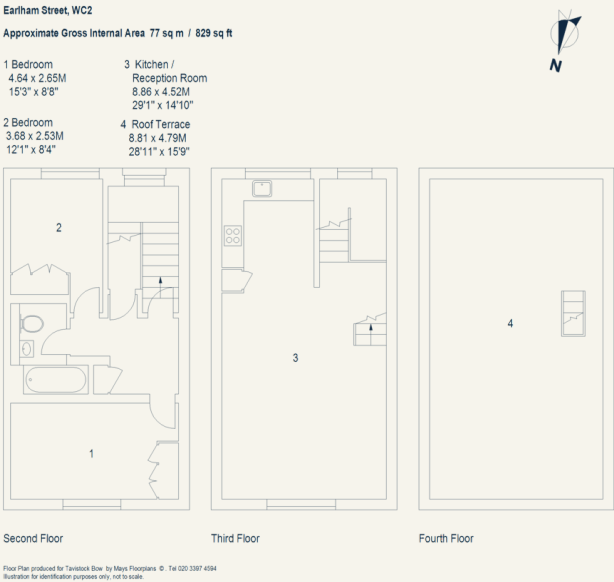 Earlham Street, WC2
Approximate Gross Internal Area 77 sq m / 829 sq ft
N
1 Bedroom
4.64 x 2.65M
15'3" x 8'8"
2 Bedroom
3.68 x 2.53M
12'1" x 8'4"
3 Kitchen /
Reception Room
8.86 x 4.52M
29'1" x 14'10"
4 Roof Terrace
8.81 x 4.79M
28'11" x 15'9"
2
1
3
4
Second Floor
Third Floor
Fourth Floor
Floor Plan produced for Tavistock Bow by Mays Floorplans © . Tel 020 3397 4594
Illustration for identification purposes only, not to scale.